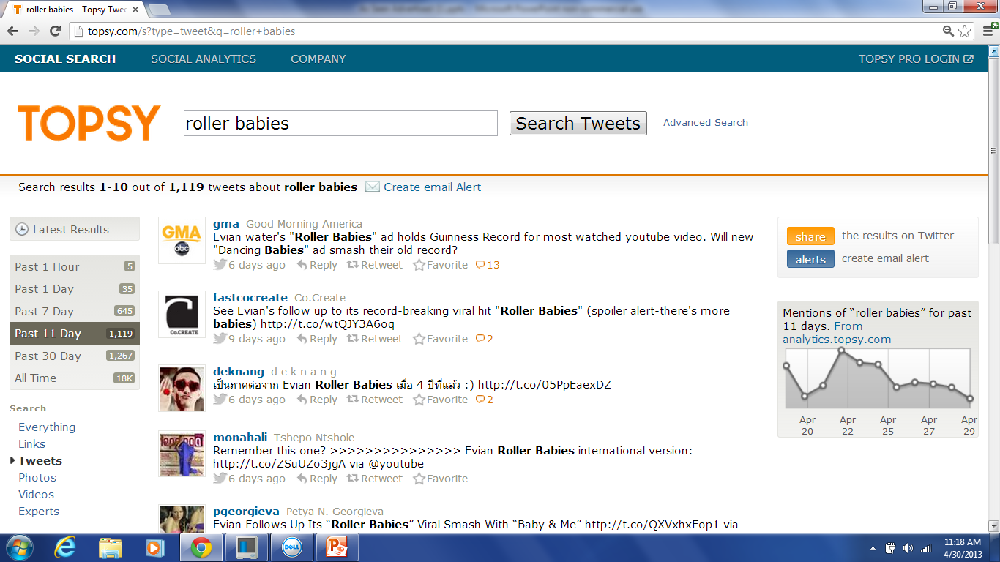 roller babies – Topsy Twee
topsy.com/s?type=tweet&q=roller+babies
SOCIAL SEARCH SOCIAL ANALYTICS COMPANY TOPSY PRO LOGIN
TOPSY roller babies Search Tweets Advanced Search
Search results 1-10 out of 1,119 tweets about roller babies Create email Alert
Latest Results
Past 1 Hour 5
Past 1 Day 35
Past 7 Day 645
Past 11 Day 1,119
Past 30 Day 1,267
All Time 18K
Search
Everything
Links
Tweets
Photos
Videos
Experts
GMA
abc
gma Good Morning America
Evian water's "Roller Babies" ad holds Guinness Record for most watched youtube video. Will new
"Dancing Babies" ad smash their old record?
6 days ago Reply Retweet Favorite 13
Co.CREATE
fastcocreate Co.Create
See Evian's follow up to its record-breaking viral hit "Roller Babies" (spoiler alert-there's more
babies) http://t.co/wtQJY3A6oq
9 days ago Reply Retweet Favorite 2
deknang d e k n a n g
เป็นภาคต่อจาก Evian Roller Babies เมื่อ 4 ปีที่แล้ว :) http://t.co/05PpEaexDZ
6 days ago Reply Retweet Favorite 2
monahali Tshepo Ntshole
Remember this one? >>>>>>>>>>>>>>> Evian Roller Babies international version:
http://t.co/ZSuUZo3jgA via @youtube
6 days ago Reply Retweet Favorite
pgeorgieva Petya N. Georgieva
Evian Follows Up Its “Roller Babies” Viral Smash With “Baby & Me” http://t.co/QXVxhxFop1 via
share the results on Twitter
alerts create email alert
Mentions of “roller babies” for past
11 days. From
analytics.topsy.com
Apr Apr Apr Apr Apr
20 22 25 27 29
DELL
11:18 AM
4/30/2013